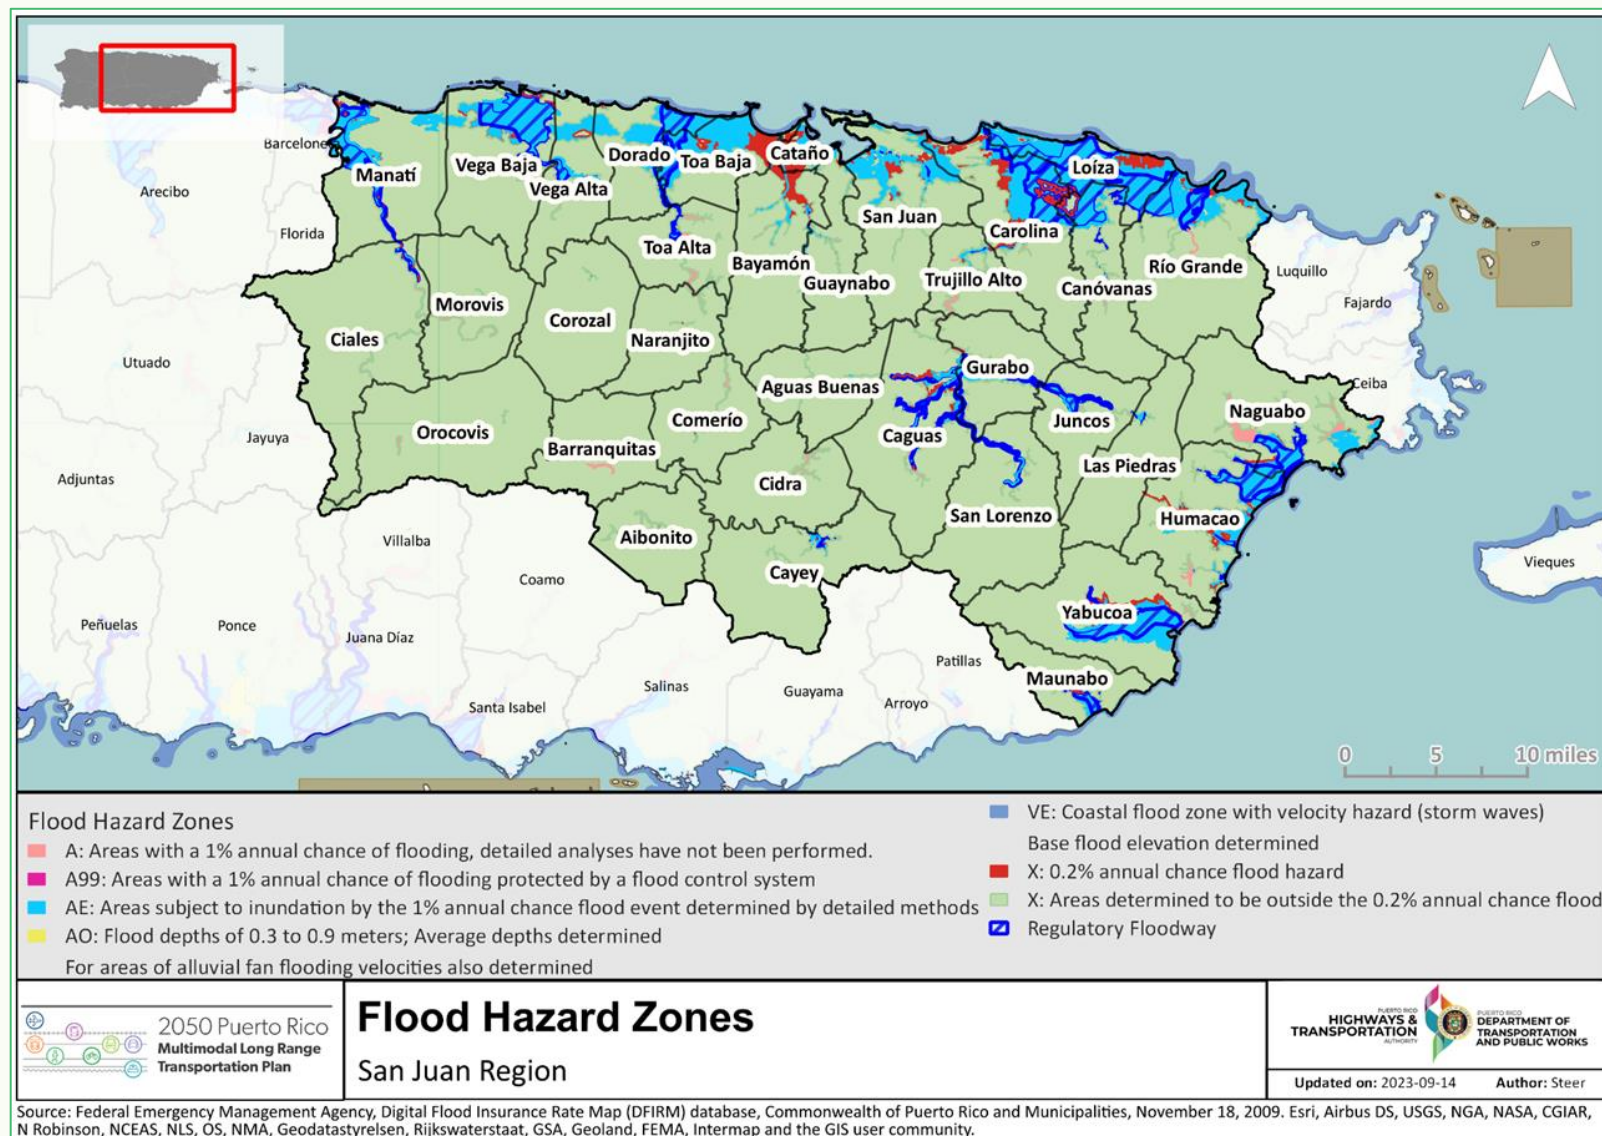 Barcelone
Arecibo
Manatí
Vega Baja
Vega Alta
Dorado
Toa Baja
Cataño
Loíza
Florida
San Juan
Carolina
Toa Alta
Bayamón
Guaynabo
Trujillo Alto
Canóvanas
Río Grande
Luquillo
Fajardo
Morovis
Corozal
Ciales
Naranjito
Utuado
Aguas Buenas
Gurabo
Ceiba
Naguabo
Jayuya
Orocovis
Comerío
Barranquitas
Caguas
Juncos
Adjuntas
Las Piedras
Cidra
San Lorenzo
Humacao
Villalba
Aibonito
Coamo
Cayey
Vieques
Peñuelas
Ponce
Juana Díaz
Yabucoa
Patillas
Maunabo
Santa Isabel
Salinas
Guayama
Arroyo
0 5 10 miles
Flood Hazard Zones
A: Areas with a 1% annual chance of flooding, detailed analyses have not been performed.
A99: Areas with a 1% annual chance of flooding protected by a flood control system
AE: Areas subject to inundation by the 1% annual chance flood event determined by detailed methods
AO: Flood depths of 0.3 to 0.9 meters; Average depths determined
For areas of alluvial fan flooding velocities also determined
VE: Coastal flood zone with velocity hazard (storm waves)
Base flood elevation determined
X: 0.2% annual chance flood hazard
X: Areas determined to be outside the 0.2% annual chance flood
Regulatory Floodway
2050 Puerto Rico
Multimodal Long Range
Transportation Plan
Flood Hazard Zones
San Juan Region
PUERTO RICO
HIGHWAYS &
TRANSPORTATION
AUTHORITY
PUERTO RICO
DEPARTMENT OF
TRANSPORTATION
AND PUBLIC WORKS
Updated on: 2023-09-14 Author: Steer
Source: Federal Emergency Management Agency, Digital Flood Insurance Rate Map (DFIRM) database, Commonwealth of Puerto Rico and Municipalities, November 18, 2009. Esri, Airbus DS, USGS, NGA, NASA, CGIAR,
N Robinson, NCEAS, NLS, OS, NMA, Geodatastyrelsen, Rijkswaterstaat, GSA, Geoland, FEMA, Intermap and the GIS user community.